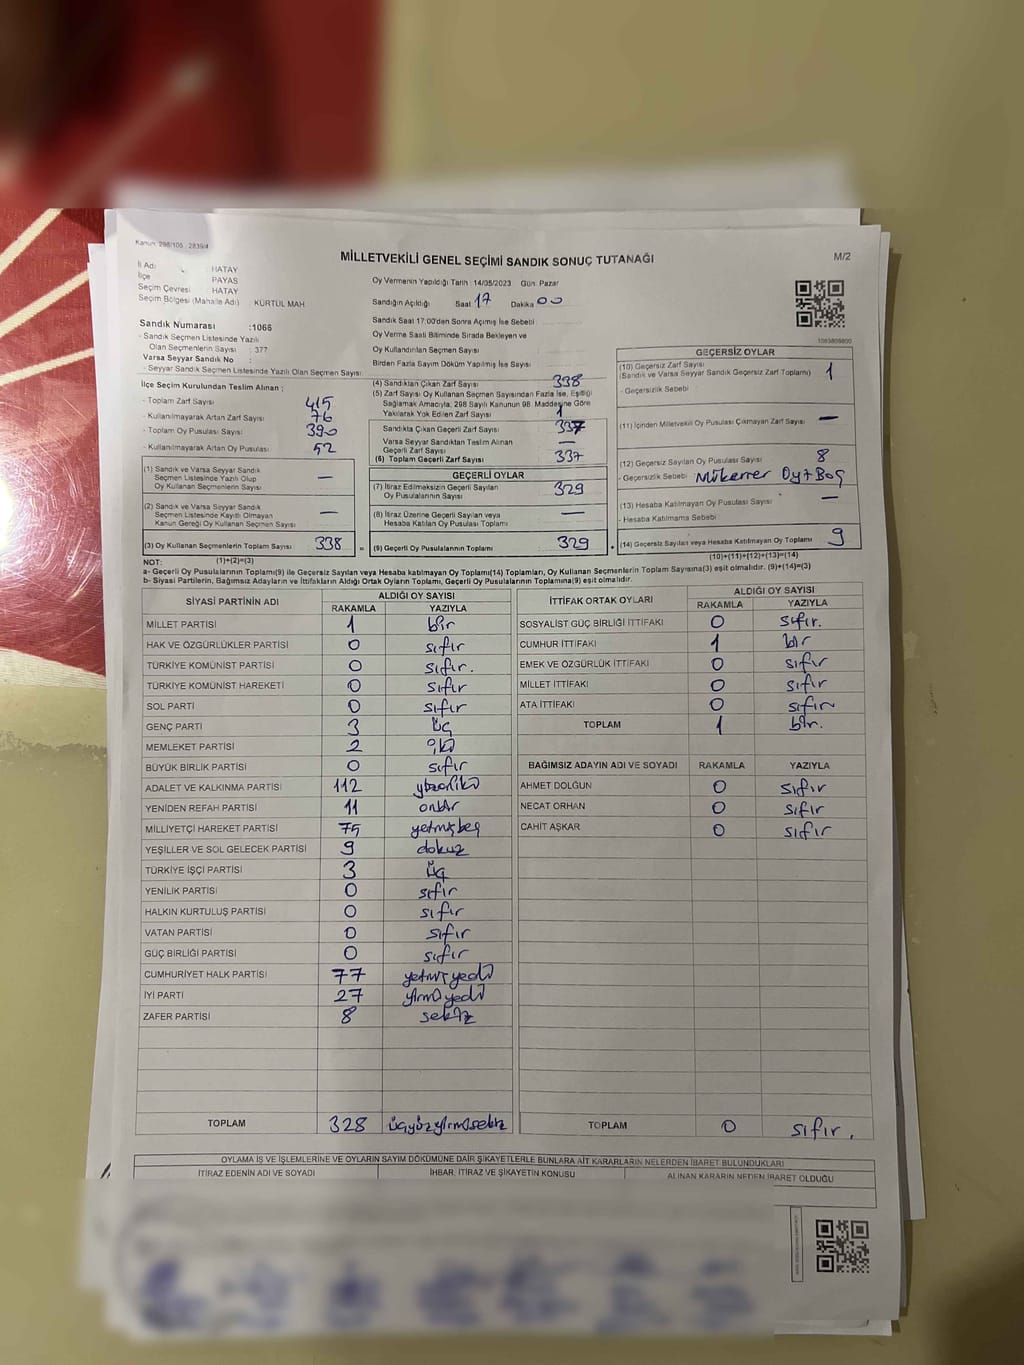 Kanun: 298/105 - 2839/4
MİLLETVEKİLİ GENEL SEÇİMİ SANDIK SONUÇ TUTANAĞI
M/2
İl Adı : HATAY
İlçe PAYAS
Seçim Çevresi : HATAY
Seçim Bölgesi (Mahalle Adı) : KÜRTÜL MAH
Oy Vermenin Yapıldığı Tarih : 14/05/2023 Gün: Pazar
Sandığın Açıldığı Saat 17 Dakika 00
Sandık Saat 17:00'den Sonra Açımış İse Sebebi :
Oy Verme Saati Bitiminde Sırada Bekleyen ve
Oy Kullandırılan Seçmen Sayısı
Birden Fazla Sayım Döküm Yapılmış İse Sayısı :
Sandık Numarası :1066
- Sandık Seçmen Listesinde Yazılı
Olan Seçmenlerin Sayısı : 377
Varsa Seyyar Sandık No :
- Seyyar Sandık Seçmen Listesinde Yazılı Olan Seçmen Sayısı:
İlçe Seçim Kurulundan Teslim Alınan ;
- Toplam Zarf Sayısı 415
- Kullanılmayarak Artan Zarf Sayısı 76
- Toplam Oy Pusulası Sayısı 390
- Kullanılmayarak Artan Oy Pusulası 52
(1) Sandık ve Varsa Seyyar Sandık
Seçmen Listesinde Yazılı Olup
Oy Kullanan Seçmenlerin Sayısı —
(2) Sandık ve Varsa Seyyar Sandık
Seçmen Listesinde Kayıtlı Olmayan
Kanun Gereği Oy Kullanan Seçmen Sayısı —
(3) Oy Kullanan Seçmenlerin Toplam Sayısı 338
(1)+(2)=(3)
(4) Sandıktan Çıkan Zarf Sayısı 338
(5) Zarf Sayısı Oy Kullanan Seçmen Sayısından Fazla İse, Eşitliği
Sağlamak Amacıyla; 298 Sayılı Kanunun 98. Maddesine Göre
Yakılarak Yok Edilen Zarf Sayısı 1
Sandıkta Çıkan Geçerli Zarf Sayısı 337
Varsa Seyyar Sandıktan Teslim Alınan
Geçerli Zarf Sayısı —
(6) Toplam Geçerli Zarf Sayısı 337
GEÇERLİ OYLAR
(7) İtiraz Edilmeksizin Geçerli Sayılan
Oy Pusulalarının Sayısı 329
(8) İtiraz Üzerine Geçerli Sayılan veya
Hesaba Katılan Oy Pusulası Toplamı —
= (9) Geçerli Oy Pusulalarının Toplamı 329
1083808800
GEÇERSİZ OYLAR
(10) Geçersiz Zarf Sayısı
(Sandık ve Varsa Seyyar Sandık Geçersiz Zarf Toplamı) 1
- Geçersizlik Sebebi
(11) İçinden Milletvekili Oy Pusulası Çıkmayan Zarf Sayısı —
(12) Geçersiz Sayılan Oy Pusulası Sayısı 8
- Geçersizlik Sebebi : Mükerrer Oy+Boş
(13) Hesaba Katılmayan Oy Pusulası Sayısı —
- Hesaba Katılmama Sebebi
+ (14) Geçersiz Sayılan veya Hesaba Katılmayan Oy Toplamı 9
(10)+(11)+(12)+(13)=(14)
NOT:
a- Geçerli Oy Pusulalarının Toplamı(9) ile Geçersiz Sayılan veya Hesaba katılmayan Oy Toplamı(14) Toplamları, Oy Kullanan Seçmenlerin Toplam Sayısına(3) eşit olmalıdır. (9)+(14)=(3)
b- Siyasi Partilerin, Bağımsız Adayların ve İttifakların Aldığı Ortak Oyların Toplamı, Geçerli Oy Pusulalarının Toplamına(9) eşit olmalıdır.
SİYASİ PARTİNİN ADI ALDIĞI OY SAYISI
RAKAMLA YAZIYLA
MİLLET PARTİSİ 1 bir
HAK VE ÖZGÜRLÜKLER PARTİSİ 0 sıfır
TÜRKİYE KOMÜNİST PARTİSİ 0 sıfır.
TÜRKİYE KOMÜNİST HAREKETİ 0 sıfır
SOL PARTİ 0 sıfır
GENÇ PARTİ 3 üç
MEMLEKET PARTİSİ 2 iki
BÜYÜK BİRLİK PARTİSİ 0 sıfır
ADALET VE KALKINMA PARTİSİ 112 yüzoniki
YENİDEN REFAH PARTİSİ 11 onbir
MİLLİYETÇİ HAREKET PARTİSİ 75 yetmişbeş
YEŞİLLER VE SOL GELECEK PARTİSİ 9 dokuz
TÜRKİYE İŞÇİ PARTİSİ 3 üç
YENİLİK PARTİSİ 0 sıfır
HALKIN KURTULUŞ PARTİSİ 0 sıfır
VATAN PARTİSİ 0 sıfır
GÜÇ BİRLİĞİ PARTİSİ 0 sıfır
CUMHURİYET HALK PARTİSİ 77 yetmişyedi
İYİ PARTİ 27 yirmiyedi
ZAFER PARTİSİ 8 sekiz
TOPLAM 328 üçyüzyirmisekiz
İTTİFAK ORTAK OYLARI ALDIĞI OY SAYISI
RAKAMLA YAZIYLA
SOSYALİST GÜÇ BİRLİĞİ İTTİFAKI 0 sıfır.
CUMHUR İTTİFAKI 1 bir
EMEK VE ÖZGÜRLÜK İTTİFAKI 0 sıfır
MİLLET İTTİFAKI 0 sıfır
ATA İTTİFAKI 0 sıfır
TOPLAM 1 bir.
BAĞIMSIZ ADAYIN ADI VE SOYADI RAKAMLA YAZIYLA
AHMET DOLĞUN 0 sıfır
NECAT ORHAN 0 sıfır
CAHİT AŞKAR 0 sıfır
TOPLAM 0 sıfır.
OYLAMA İŞ VE İŞLEMLERİNE VE OYLARIN SAYIM DÖKÜMÜNE DAİR ŞİKAYETLERLE BUNLARA AİT KARARLARIN NELERDEN İBARET BULUNDUKLARI
İTİRAZ EDENİN ADI VE SOYADI İHBAR, İTİRAZ VE ŞİKAYETİN KONUSU ALINAN KARARIN NEDEN İBARET OLDUĞU